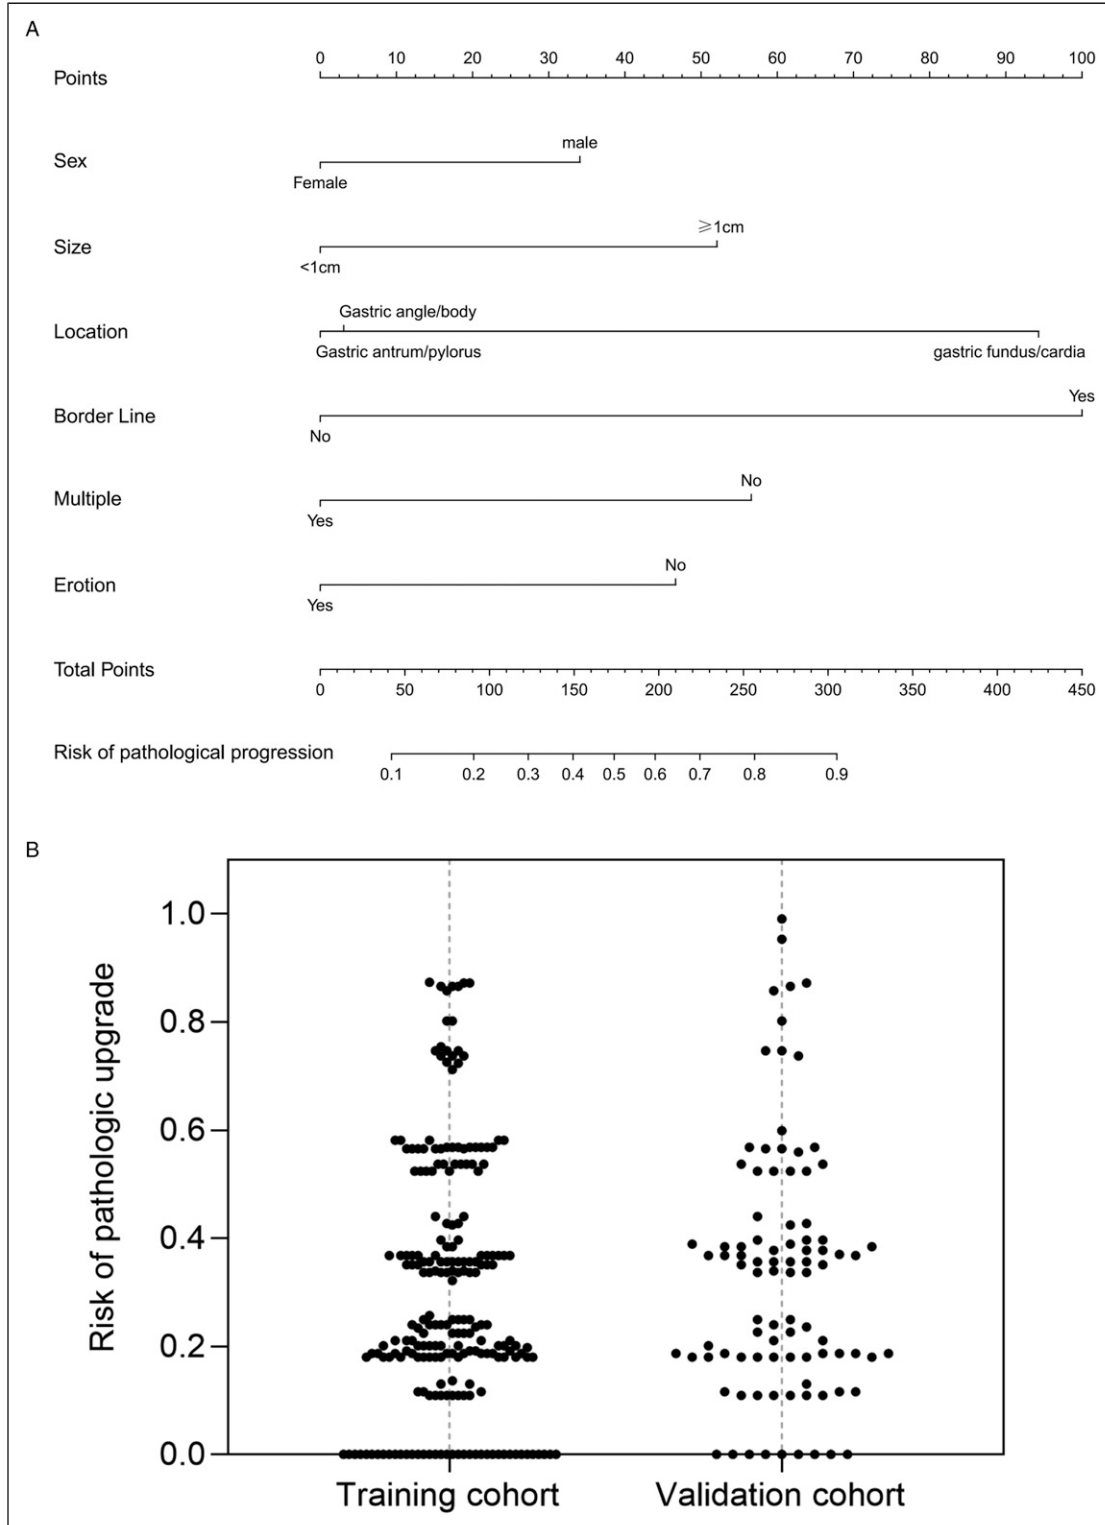 A
0 10 20 30 40 50 60 70 80 90 100
Points
male
Sex
Female
⩾1cm
Size
<1cm
Gastric angle/body
Location
Gastric antrum/pylorus gastric fundus/cardia
Yes
Border Line
No
No
Multiple
Yes
No
Erotion
Yes
Total Points
0 50 100 150 200 250 300 350 400 450
Risk of pathological progression
0.1 0.2 0.3 0.4 0.5 0.6 0.7 0.8 0.9
B
1.0
0.8
0.6
0.4
0.2
0.0
Risk of pathologic upgrade
Training cohort Validation cohort